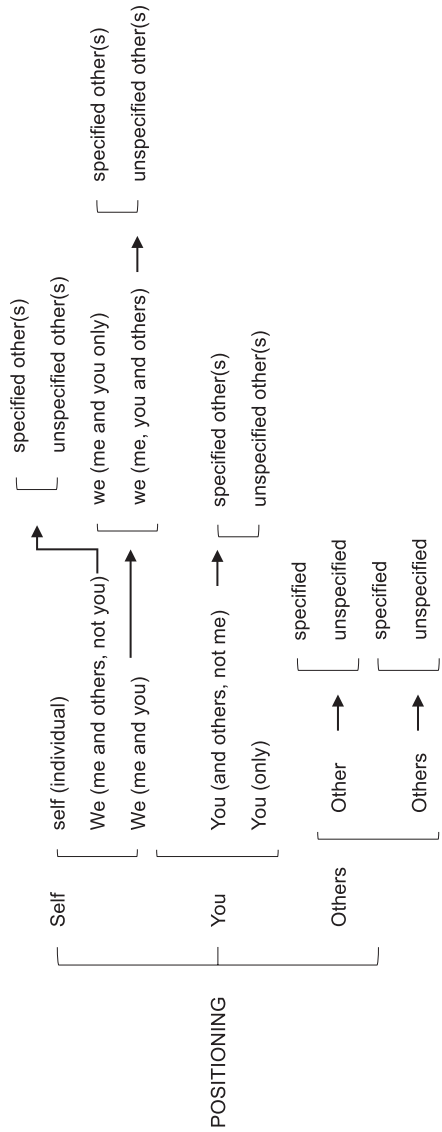 POSITIONING
Self
self (individual)
We (me and others, not you)
specified other(s)
unspecified other(s)
We (me and you)
we (me and you only)
we (me, you and others)
specified other(s)
unspecified other(s)
You
You (and others, not me)
specified other(s)
unspecified other(s)
You (only)
Others
Other
specified
unspecified
Others
specified
unspecified